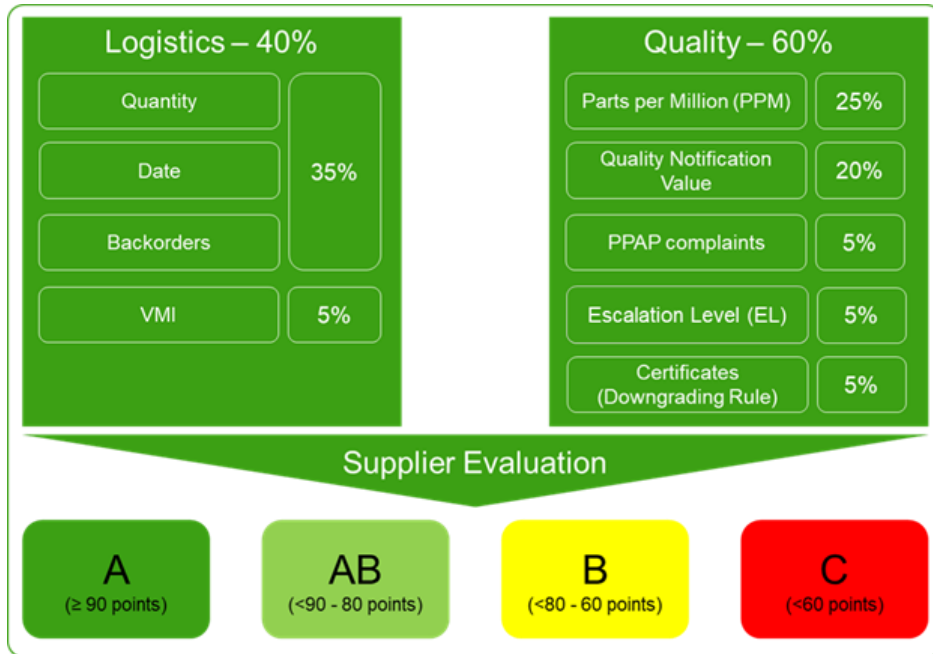 Logistics – 40%
Quantity
Date
35%
Backorders
VMI
5%
Quality – 60%
Parts per Million (PPM)
25%
Quality Notification
Value
20%
PPAP complaints
5%
Escalation Level (EL)
5%
Certificates
(Downgrading Rule)
5%
Supplier Evaluation
A
(≥ 90 points)
AB
(<90 - 80 points)
B
(<80 - 60 points)
C
(<60 points)